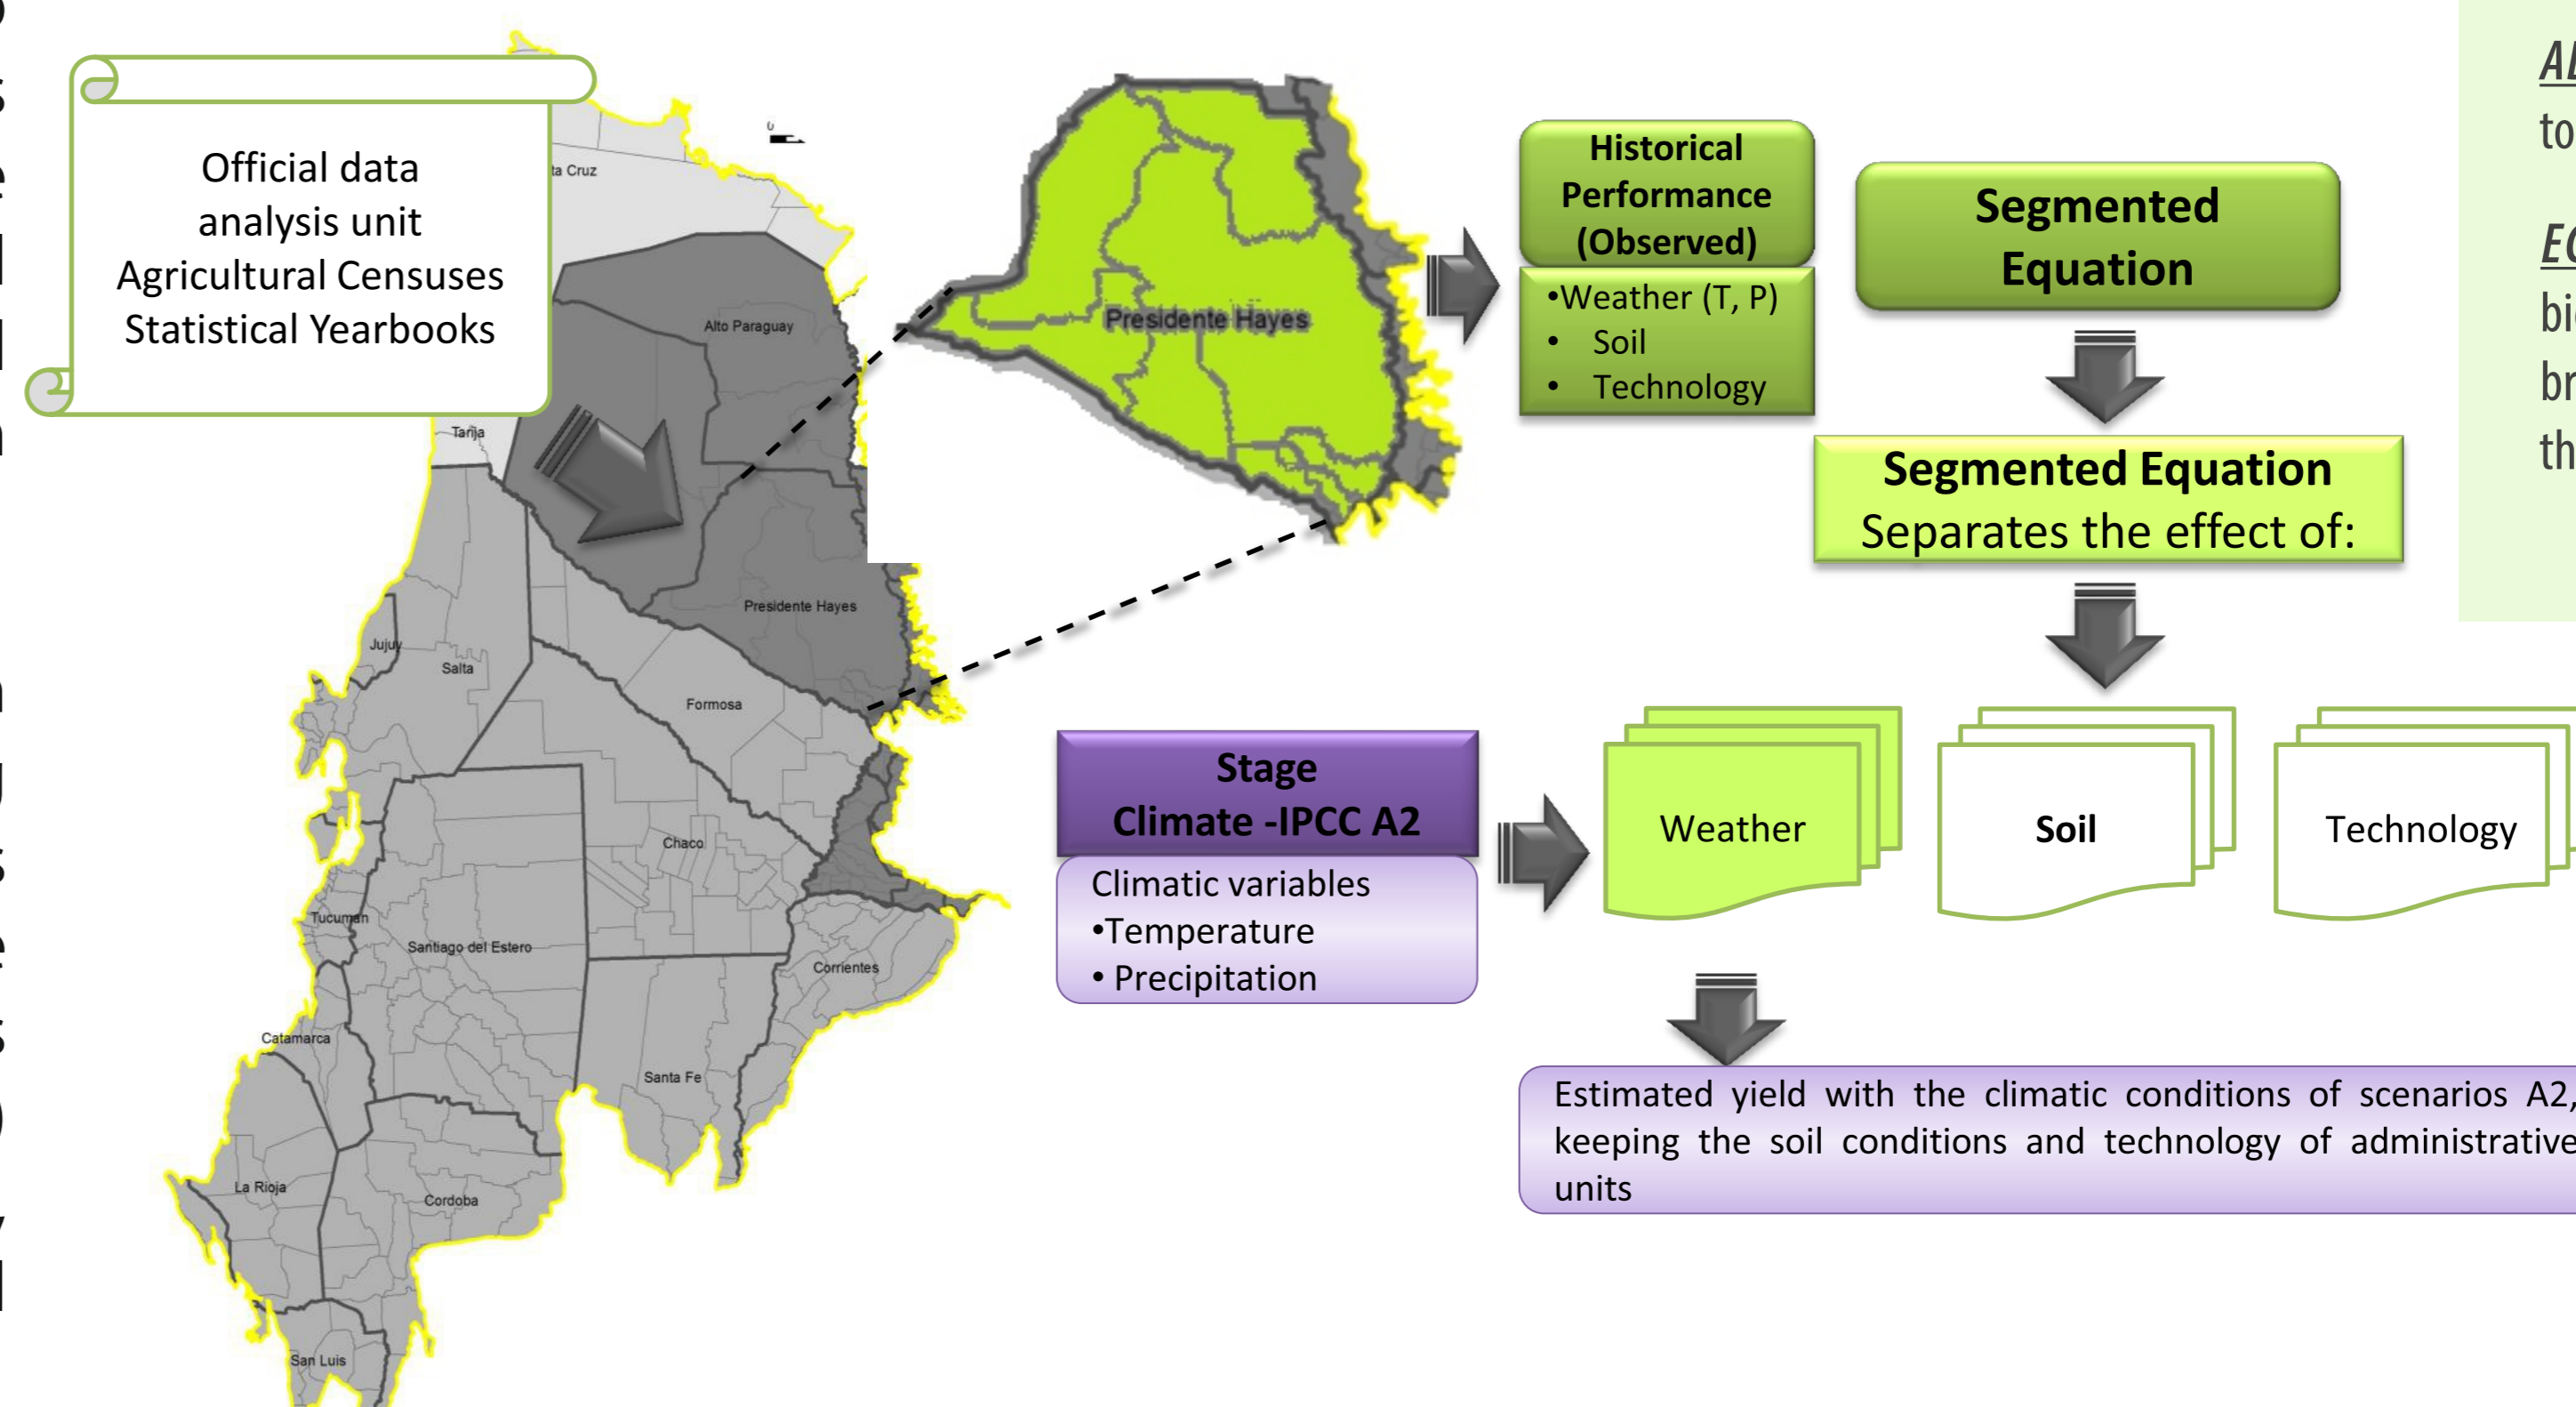 Official data
analysis unit
Agricultural Censuses
Statistical Yearbooks
ta Cruz
0
Alto Paraguay
Tarija
Presidente Hayes
Jujuy
Salta
Formosa
Chaco
Tucuman
Santiago del Estero
Corrientes
Catamarca
Santa Fe
La Rioja
Cordoba
San Luis
Presidente Hayes
Historical
Performance
(Observed)
•Weather (T, P)
• Soil
• Technology
Segmented
Equation
Segmented Equation
Separates the effect of:
Stage
Climate -IPCC A2
Climatic variables
•Temperature
• Precipitation
Weather
Soil
Technology
Estimated yield with the climatic conditions of scenarios A2,
keeping the soil conditions and technology of administrative
units
to
th